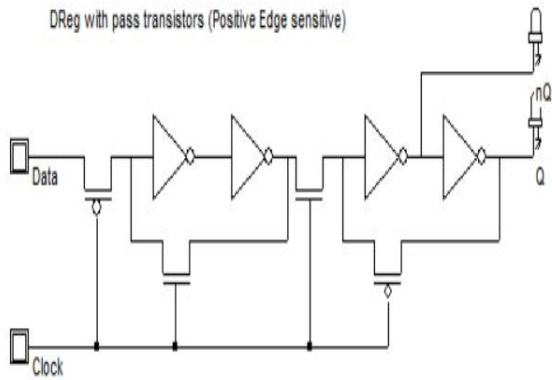 DReg with pass transistors (Positive Edge sensitive)
nQ
Data
Q
Clock